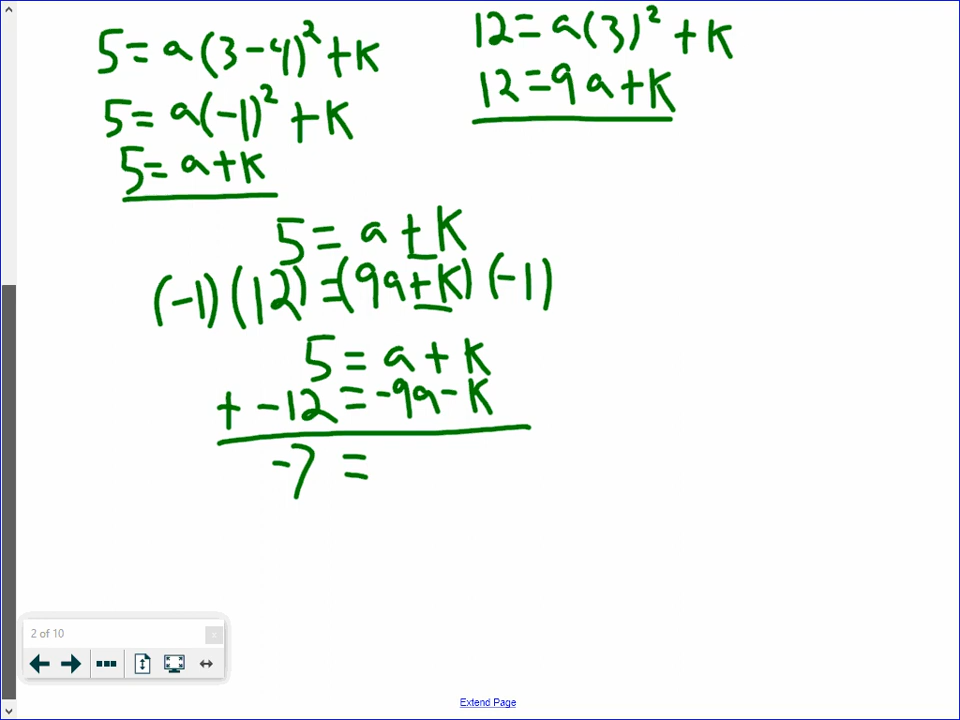 5 = a(3-4)² + K
5 = a(-1)² + K
5 = a + K
12 = a(3)² + K
12 = 9a + K
5 = a + K
(-1)(12) = (9a + K)(-1)
5 = a + K
+ -12 = -9a - K
-7 =
2 of 10
Extend Page